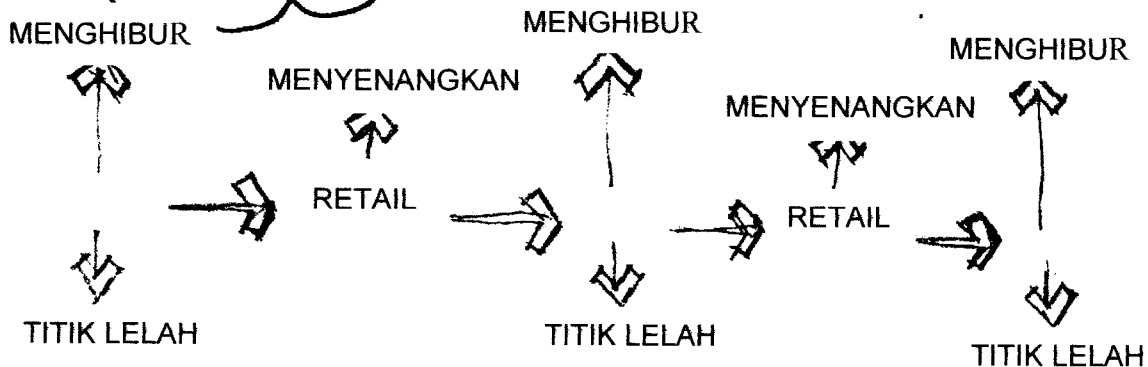 MENGHIBUR
MENGHIBUR
MENGHIBUR
MENYENANGKAN
MENYENANGKAN
RETAIL
RETAIL
TITIK LELAH
TITIK LELAH
TITIK LELAH